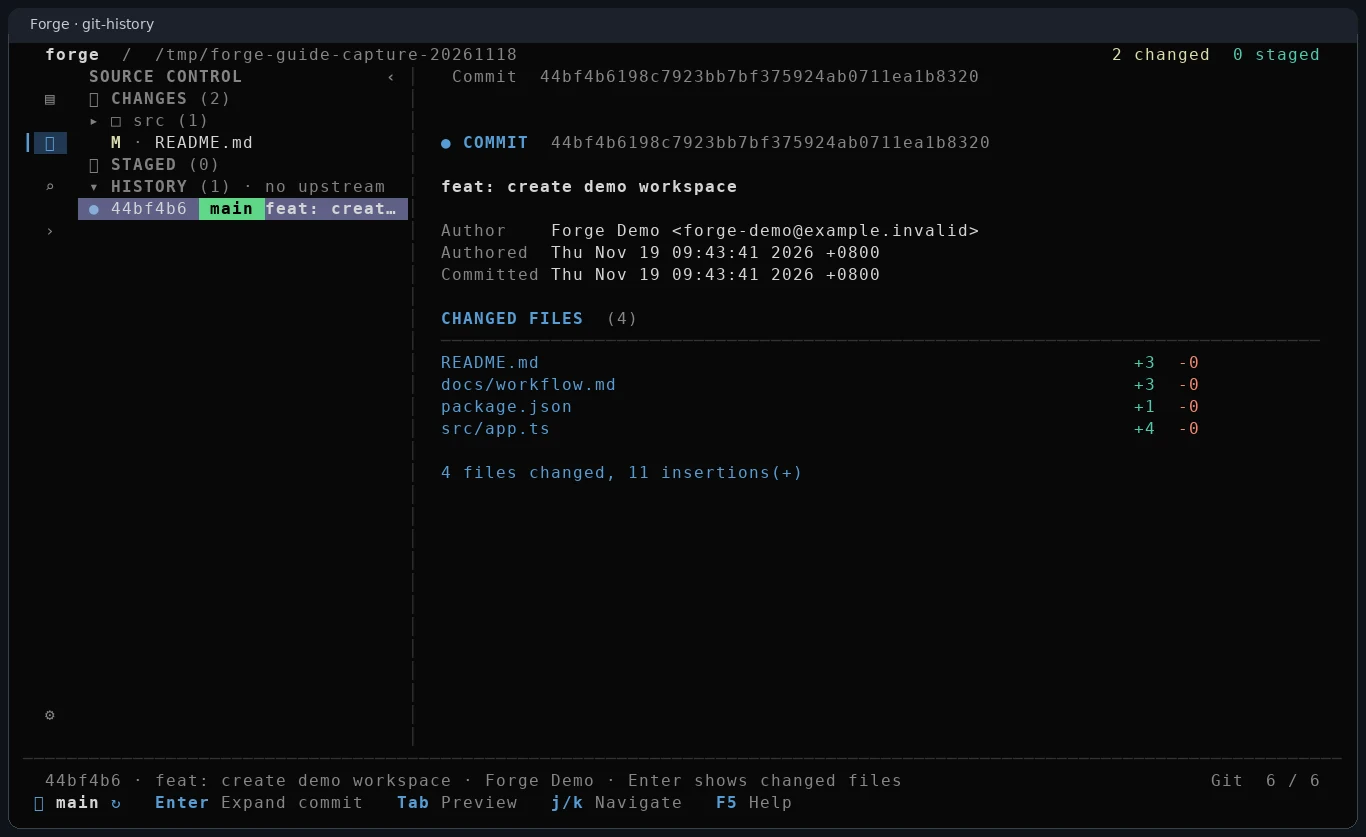 Forge · git-history
forge / /tmp/forge-guide-capture-20261118 2 changed 0 staged
SOURCE CONTROL ‹
CHANGES (2)
▸ □ src (1)
M · README.md
STAGED (0)
▾ HISTORY (1) · no upstream
● 44bf4b6 main feat: creat…
Commit 44bf4b6198c7923bb7bf375924ab0711ea1b8320
● COMMIT 44bf4b6198c7923bb7bf375924ab0711ea1b8320
feat: create demo workspace
Author Forge Demo <forge-demo@example.invalid>
Authored Thu Nov 19 09:43:41 2026 +0800
Committed Thu Nov 19 09:43:41 2026 +0800
CHANGED FILES (4)
README.md +3 -0
docs/workflow.md +3 -0
package.json +1 -0
src/app.ts +4 -0
4 files changed, 11 insertions(+)
44bf4b6 · feat: create demo workspace · Forge Demo · Enter shows changed files Git 6 / 6
main ↻ Enter Expand commit Tab Preview j/k Navigate F5 Help